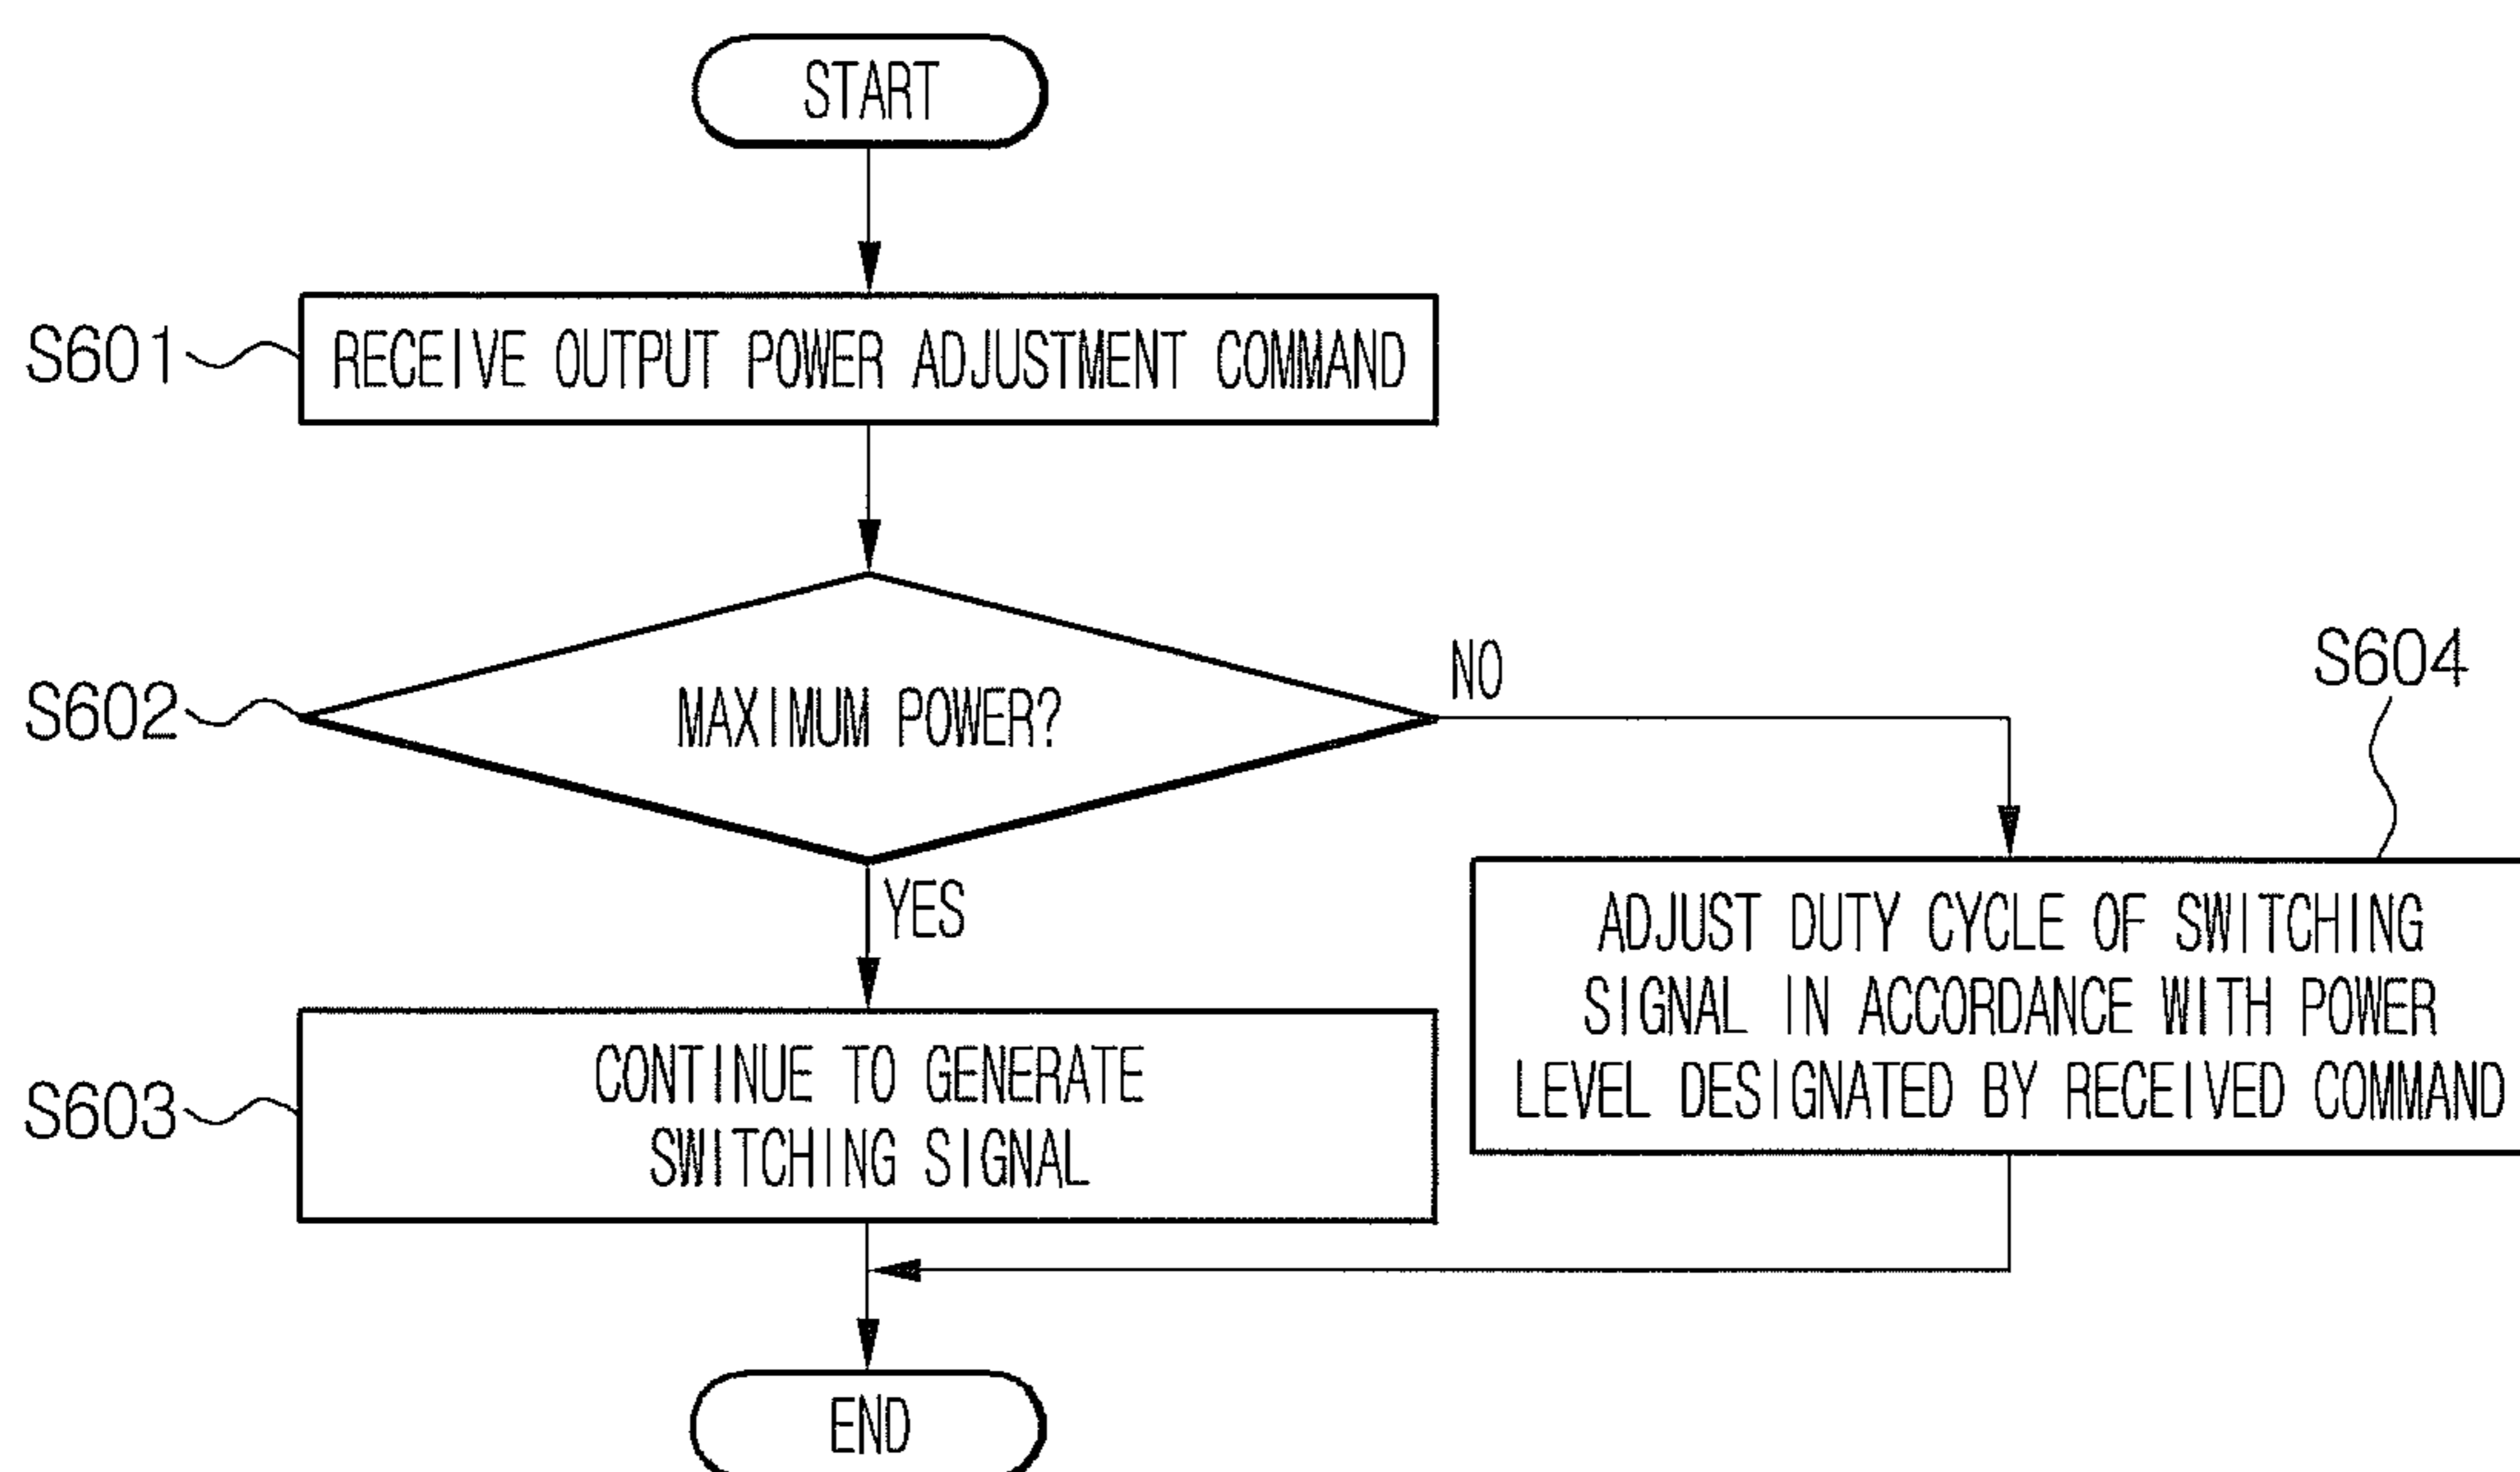 START
S601
RECEIVE OUTPUT POWER ADJUSTMENT COMMAND
S602
MAXIMUM POWER?
NO
S604
YES
ADJUST DUTY CYCLE OF SWITCHING
SIGNAL IN ACCORDANCE WITH POWER
LEVEL DESIGNATED BY RECEIVED COMMAND
S603
CONTINUE TO GENERATE
SWITCHING SIGNAL
END